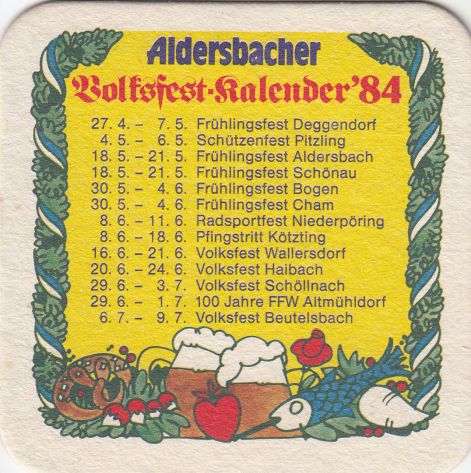 Aldersbacher
Volksfest-Kalender '84
27. 4. – 7. 5. Frühlingsfest Deggendorf
4. 5. – 6. 5. Schützenfest Pitzling
18. 5. – 21. 5. Frühlingsfest Aldersbach
18. 5. – 21. 5. Frühlingsfest Schönau
30. 5. – 4. 6. Frühlingsfest Bogen
30. 5. – 4. 6. Frühlingsfest Cham
8. 6. – 11. 6. Radsportfest Niederpöring
8. 6. – 18. 6. Pfingstritt Kötzting
16. 6. – 21. 6. Volksfest Wallersdorf
20. 6. – 24. 6. Volksfest Haibach
29. 6. – 3. 7. Volksfest Schöllnach
29. 6. – 1. 7. 100 Jahre FFW Altmühldorf
6. 7. – 9. 7. Volksfest Beutelsbach